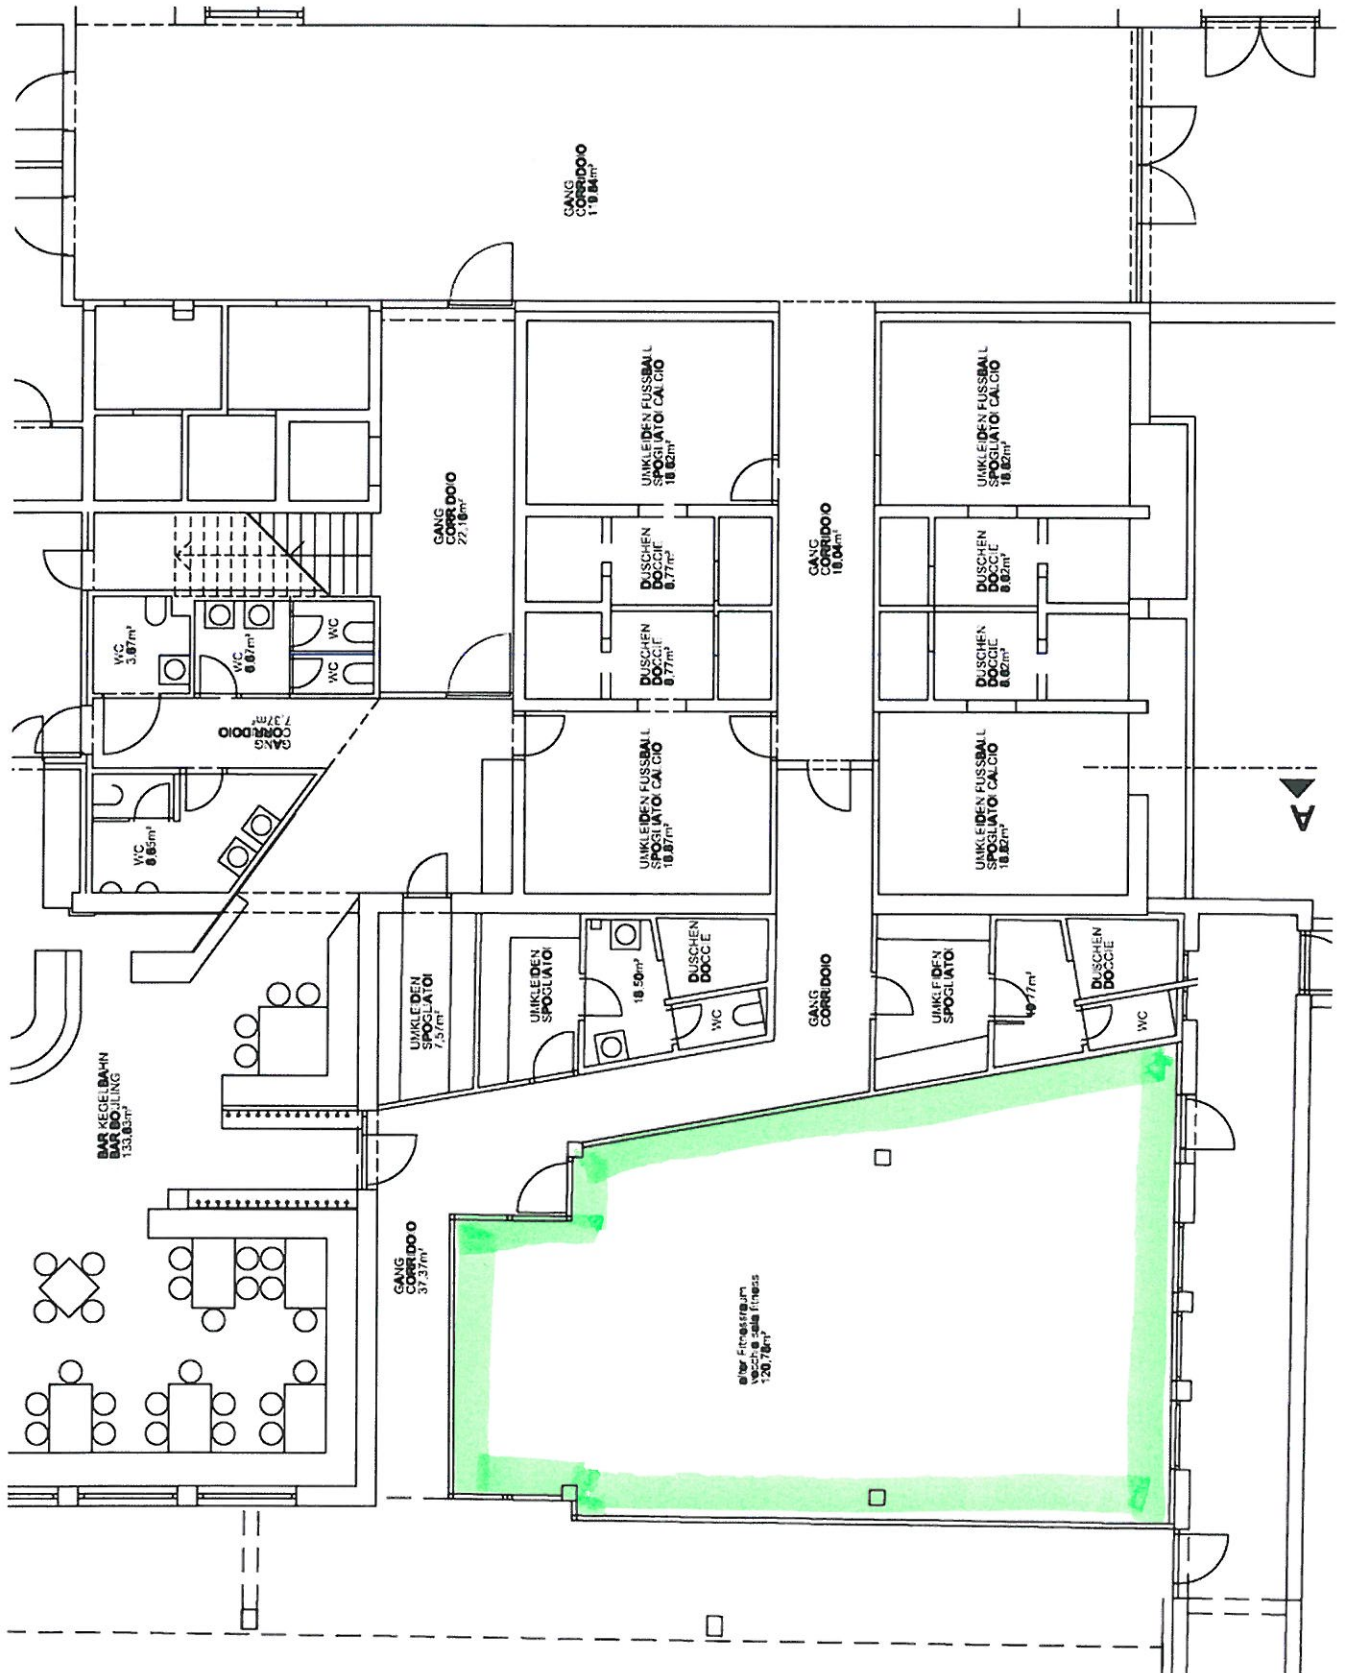 GANG
CORRIDOIO
119,84m²
UMKLEIDEN FUSSBALL
SPOGLIATOI CALCIO
18.82m²
UMKLEIDEN FUSSBALL
SPOGLIATOI CALCIO
18.82m²
GANG
CORRIDOIO
22,18m²
GANG
CORRIDOIO
18,04m²
DUSCHEN
DOCCIE
8,77m²
DUSCHEN
DOCCIE
8,82m²
WC
3,87m²
WC
6,67m²
WC
WC
DUSCHEN
DOCCIE
8,77m²
DUSCHEN
DOCCIE
8,82m²
GANG
CORRIDOIO
7,37m²
WC
8,65m²
UMKLEIDEN FUSSBALL
SPOGLIATOI CALCIO
18,87m²
UMKLEIDEN FUSSBALL
SPOGLIATOI CALCIO
18,82m²
A
UMKLEIDEN
SPOGLIATOI
7,57m²
UMKLEIDEN
SPOGLIATOI
18.50m²
DUSCHEN
DOCCIE
WC
GANG
CORRIDOIO
UMKLEIDEN
SPOGLIATOI
DUSCHEN
DOCCIE
WC
BAR KEGELBAHN
BAR BOULING
133,83m²
GANG
CORRIDOIO
37,37m²
alter Fitnessraum
vecchia sala fitness
120,78m²